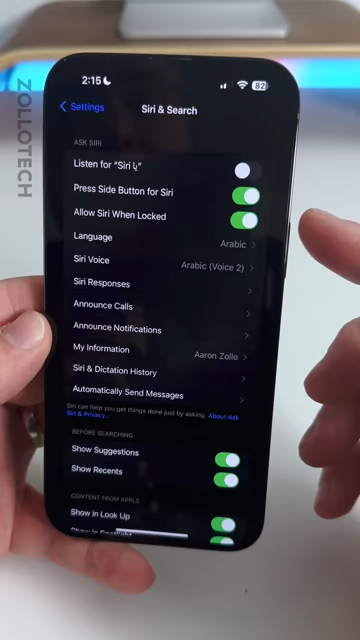 ZOLLOTECH
2:15
82
Settings
Siri & Search
ASK SIRI
Listen for “Siri يا”
Press Side Button for Siri
Allow Siri When Locked
Language
Arabic
Siri Voice
Arabic (Voice 2)
Siri Responses
Announce Calls
Announce Notifications
My Information
Aaron Zollo
Siri & Dictation History
Automatically Send Messages
Siri can help you get things done just by asking. About Ask
Siri & Privacy...
BEFORE SEARCHING
Show Suggestions
Show Recents
CONTENT FROM APPLE
Show in Look Up
Show in Spotlight